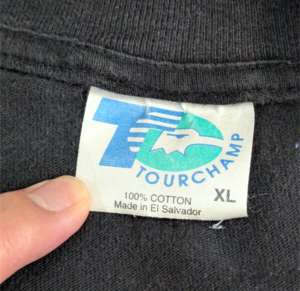 TOURCHAMP
100% COTTON XL
Made in El Salvador